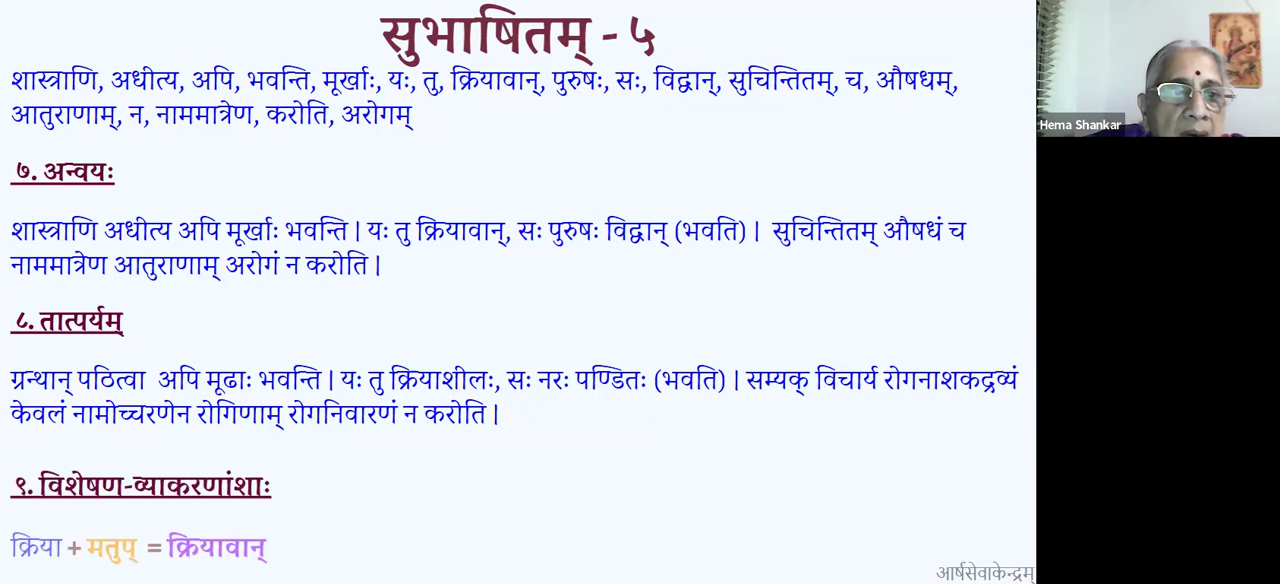 सुभाषितम् - ५
शास्त्राणि, अधीत्य, अपि, भवन्ति, मूर्खाः, यः, तु, क्रियावान्, पुरुषः, सः, विद्वान्, सुचिन्तितम्, च, औषधम्,
आतुराणाम्, न, नाममात्रेण, करोति, अरोगम्
७. अन्वयः
शास्त्राणि अधीत्य अपि मूर्खाः भवन्ति | यः तु क्रियावान्, सः पुरुषः विद्वान् (भवति) | सुचिन्तितम् औषधं च
नाममात्रेण आतुराणाम् अरोगं न करोति |
८. तात्पर्यम्
ग्रन्थान् पठित्वा अपि मूढाः भवन्ति | यः तु क्रियाशीलः, सः नरः पण्डितः (भवति) | सम्यक् विचार्य रोगनाशकद्रव्यं
केवलं नामोच्चरणेन रोगिणाम् रोगनिवारणं न करोति |
९. विशेषण-व्याकरणांशाः
क्रिया + मतुप् = क्रियावान्
आर्षसेवाकेन्द्रम्
Hema Shankar